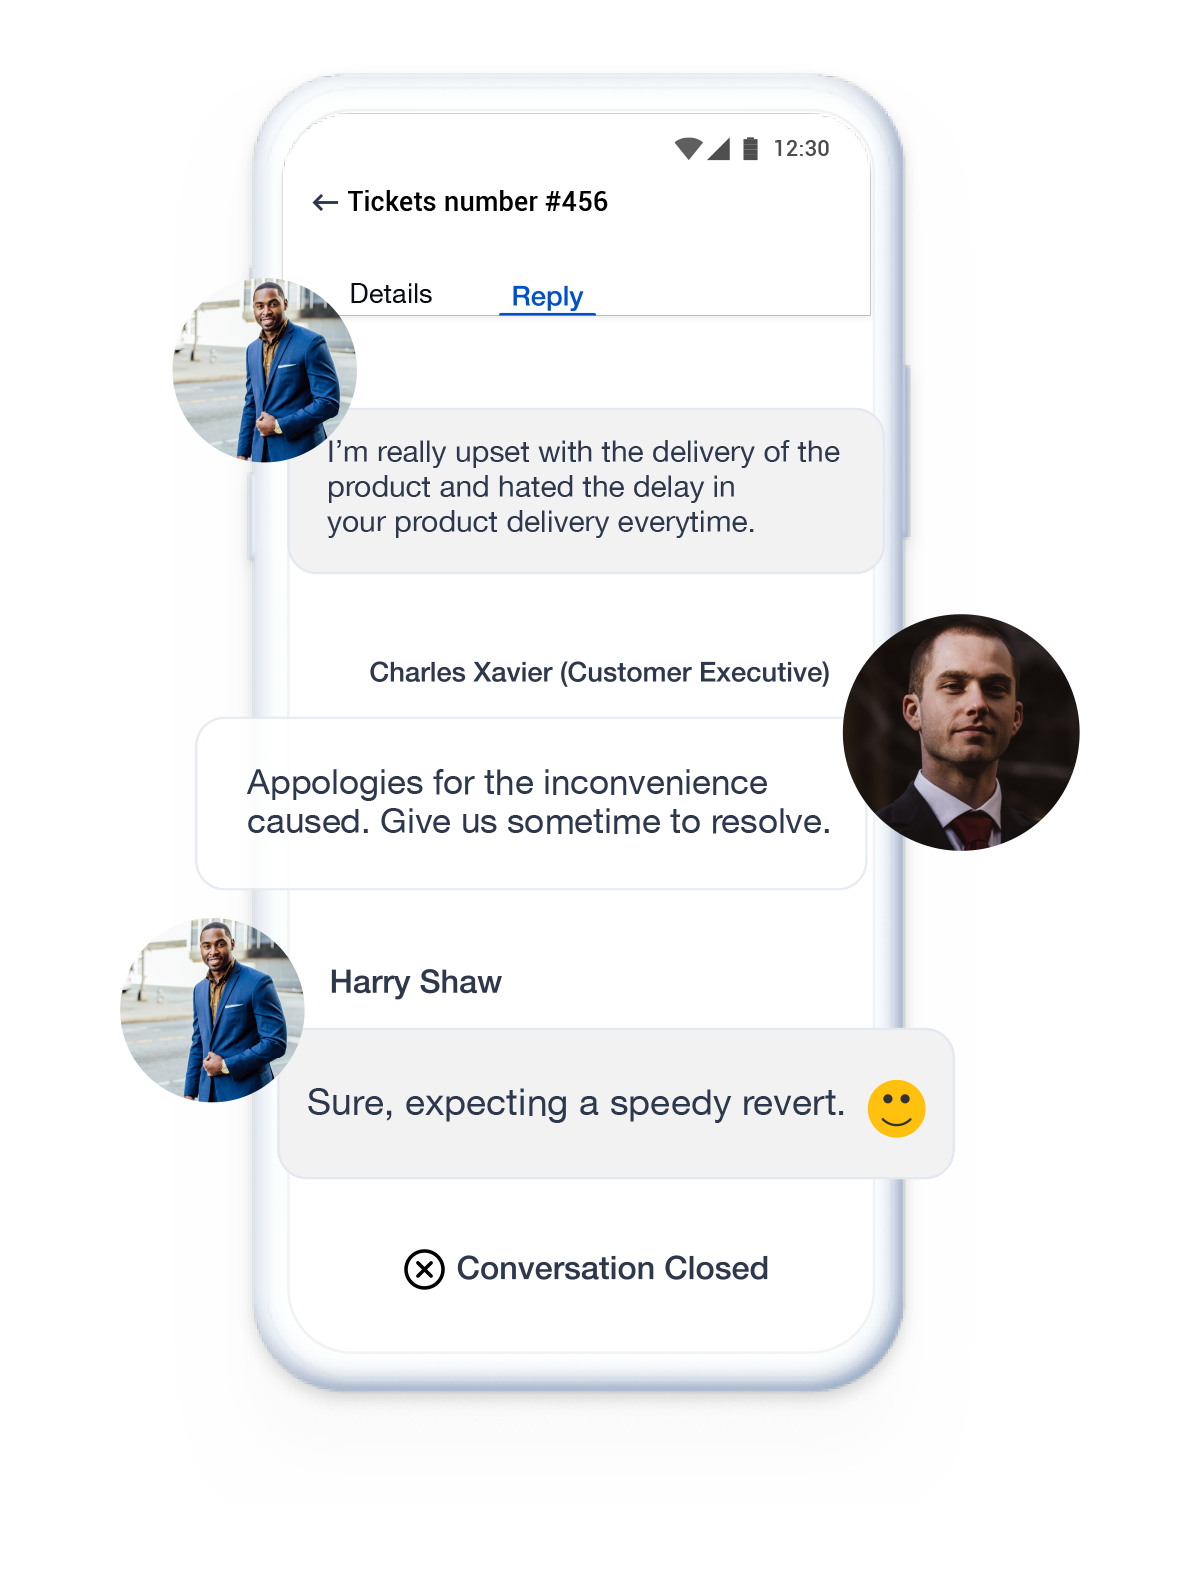 12:30
Tickets number #456
Details Reply
I’m really upset with the delivery of the
product and hated the delay in
your product delivery everytime.
Charles Xavier (Customer Executive)
Appologies for the inconvenience
caused. Give us sometime to resolve.
Harry Shaw
Sure, expecting a speedy revert.
Conversation Closed